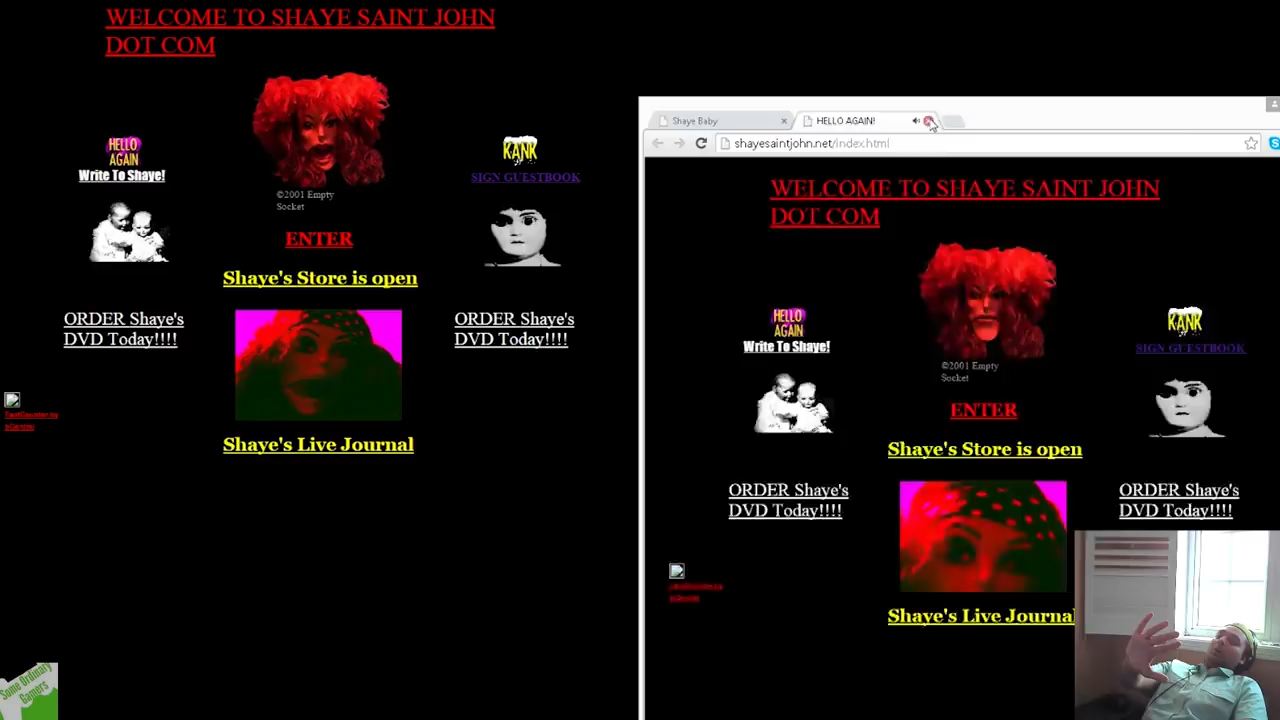 WELCOME TO SHAYE SAINT JOHN
DOT COM
HELLO
AGAIN
Write To Shaye!
KANK
SIGN GUESTBOOK
©2001 Empty
Socket
ENTER
Shaye's Store is open
ORDER Shaye's
DVD Today!!!!
ORDER Shaye's
DVD Today!!!!
Shaye's Live Journal
Some Ordinary
Gamers
Shaye Baby
HELLO AGAIN!
shayesaintjohn.net/index.html
WELCOME TO SHAYE SAINT JOHN
DOT COM
HELLO
AGAIN
Write To Shaye!
KANK
SIGN GUESTBOOK
©2001 Empty
Socket
ENTER
Shaye's Store is open
ORDER Shaye's
DVD Today!!!!
ORDER Shaye's
DVD Today!!!!
Shaye's Live Journal